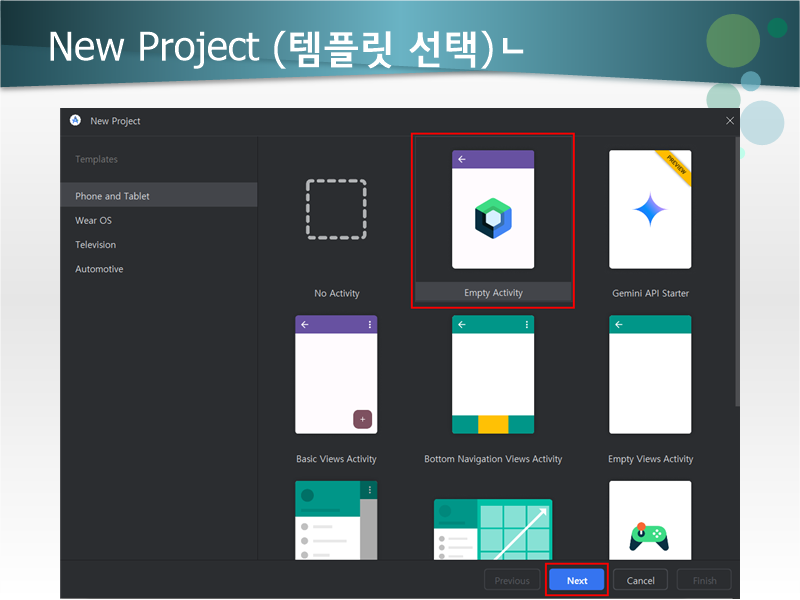 New Project (템플릿 선택)ㄴ
New Project
Templates
Phone and Tablet
Wear OS
Television
Automotive
PREVIEW
No Activity
Empty Activity
Gemini API Starter
Basic Views Activity
Bottom Navigation Views Activity
Empty Views Activity
Previous
Next
Cancel
Finish